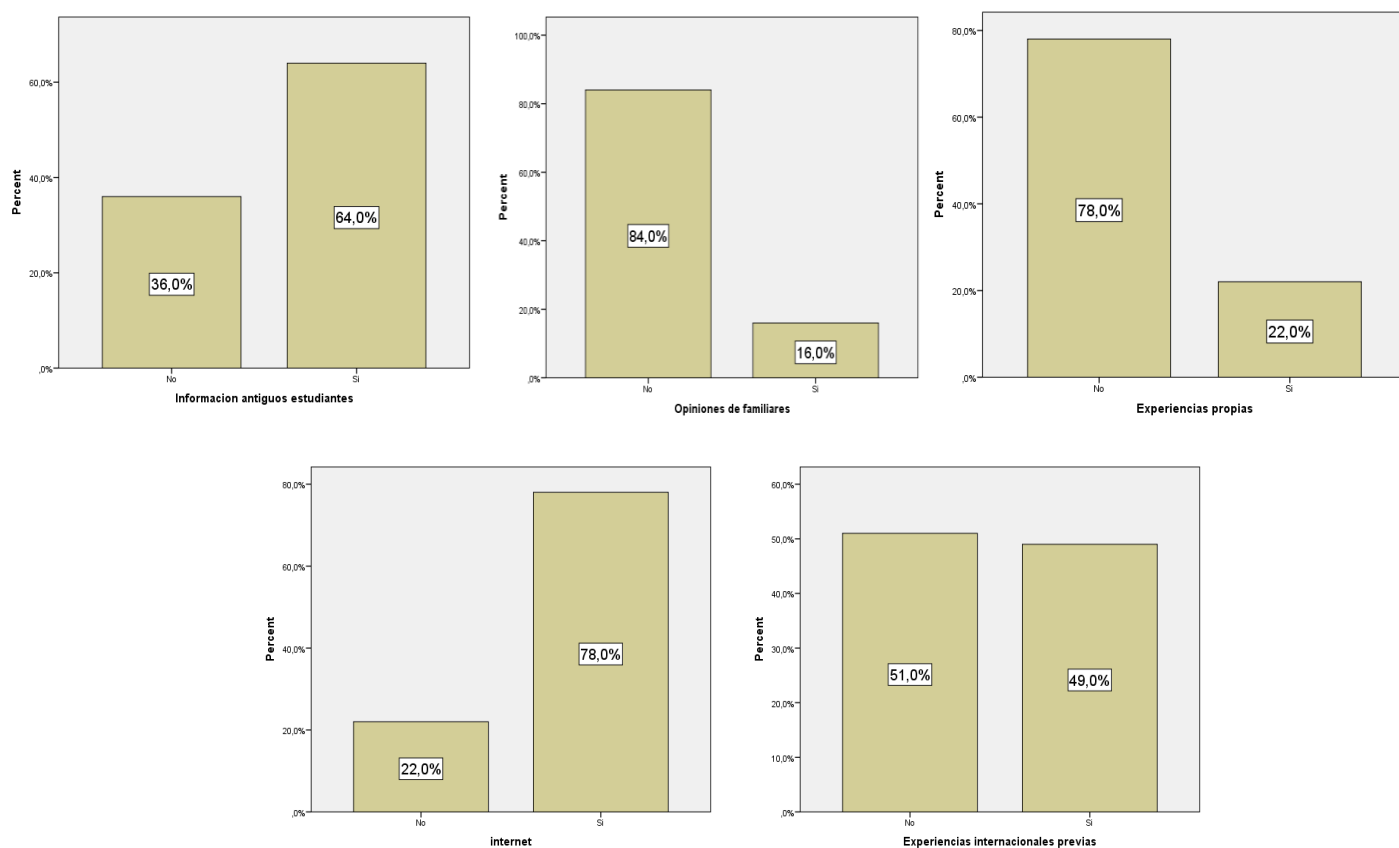 Percent
60,0%
40,0%
20,0%
,0%
36,0%
64,0%
No
Si
Informacion antiguos estudiantes
Percent
100,0%
80,0%
60,0%
40,0%
20,0%
,0%
84,0%
16,0%
No
Si
Opiniones de familiares
Percent
80,0%
60,0%
40,0%
20,0%
,0%
78,0%
22,0%
No
Si
Experiencias propias
Percent
80,0%
60,0%
40,0%
20,0%
,0%
22,0%
78,0%
No
Si
internet
Percent
60,0%
50,0%
40,0%
30,0%
20,0%
10,0%
,0%
51,0%
49,0%
No
Si
Experiencias internacionales previas